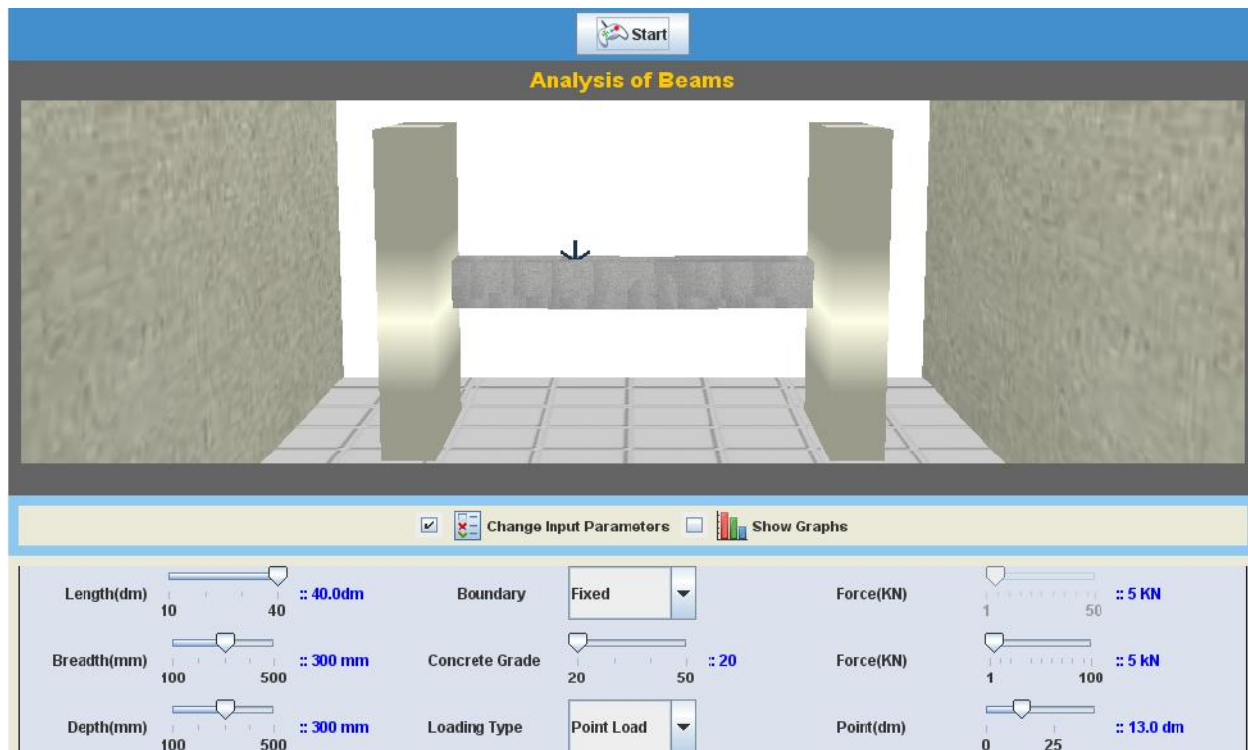 Start
Analysis of Beams
Change Input Parameters Show Graphs
Length(dm) :: 40.0dm Boundary Fixed Force(KN) :: 5 KN
10 40 1 50
Breadth(mm) :: 300 mm Concrete Grade :: 20 Force(KN) :: 5 kN
100 500 20 50 1 100
Depth(mm) :: 300 mm Loading Type Point Load Point(dm) :: 13.0 dm
100 500 0 25